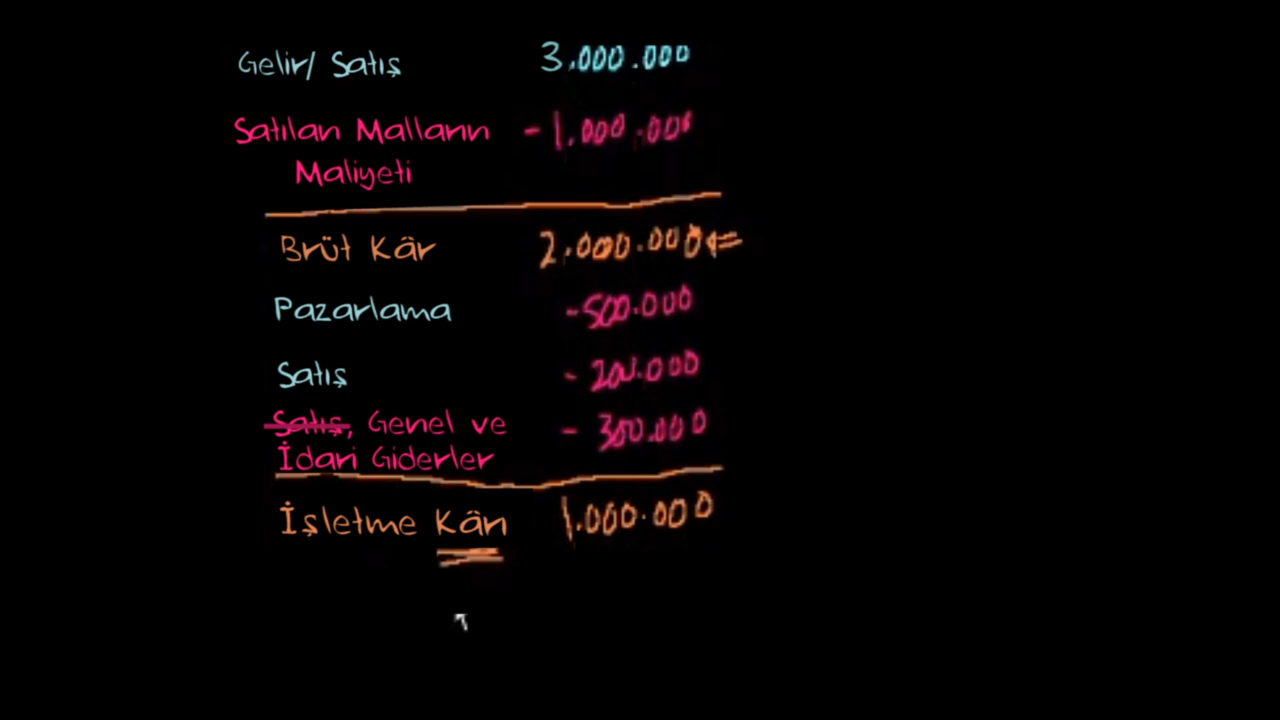 Gelir/ Satış 3.000.000
Satılan Malların -1.000.000
Maliyeti
Brüt Kâr 2.000.000
Pazarlama -500.000
Satış - 200.000
Satış, Genel ve - 300.000
İdari Giderler
İşletme Kârı 1.000.000